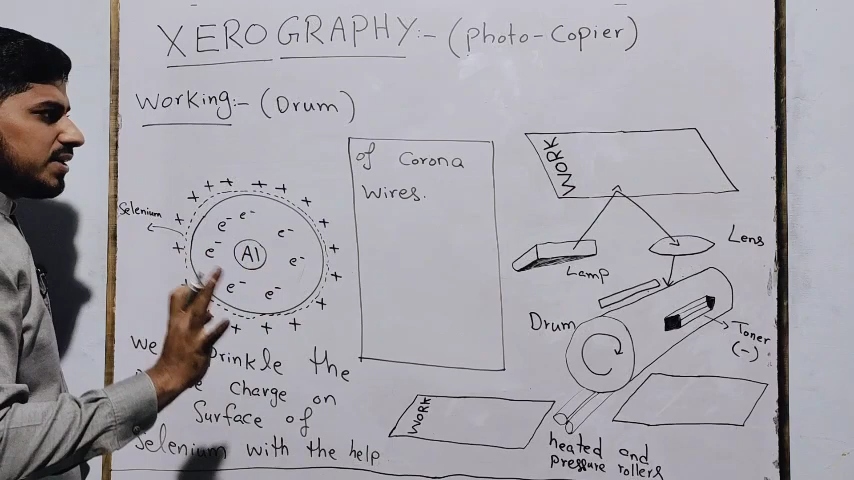 XEROGRAPHY:- (Photo-Copier)
Working:- (Drum)
of Corona
Wires.
WORK
Selenium
+ + + + + + + + + + + + + + + +
e- e- e- e- e- e- e-
Al
Lens
Lamp
Drum
Toner
(-)
We Drinkle the
charge on
Surface of
Selenium with the help
WORK
heated and
pressure rollers